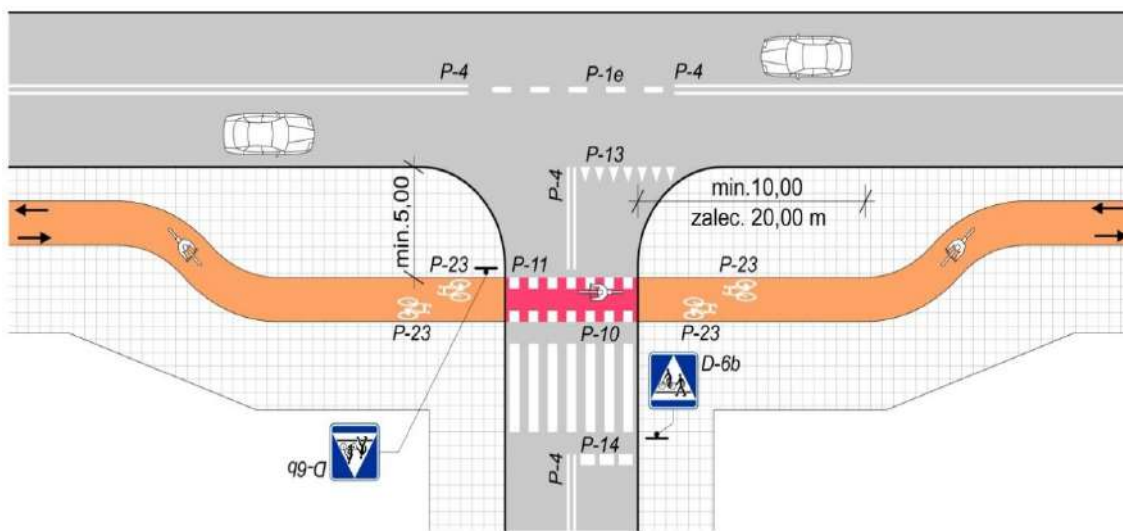 P-4
P-1e
P-4
P-13
P-4
min.5,00
min.10,00
zalec. 20,00 m
P-23
P-11
P-23
P-23
P-10
P-23
D-6b
D-6b
P-14
P-4